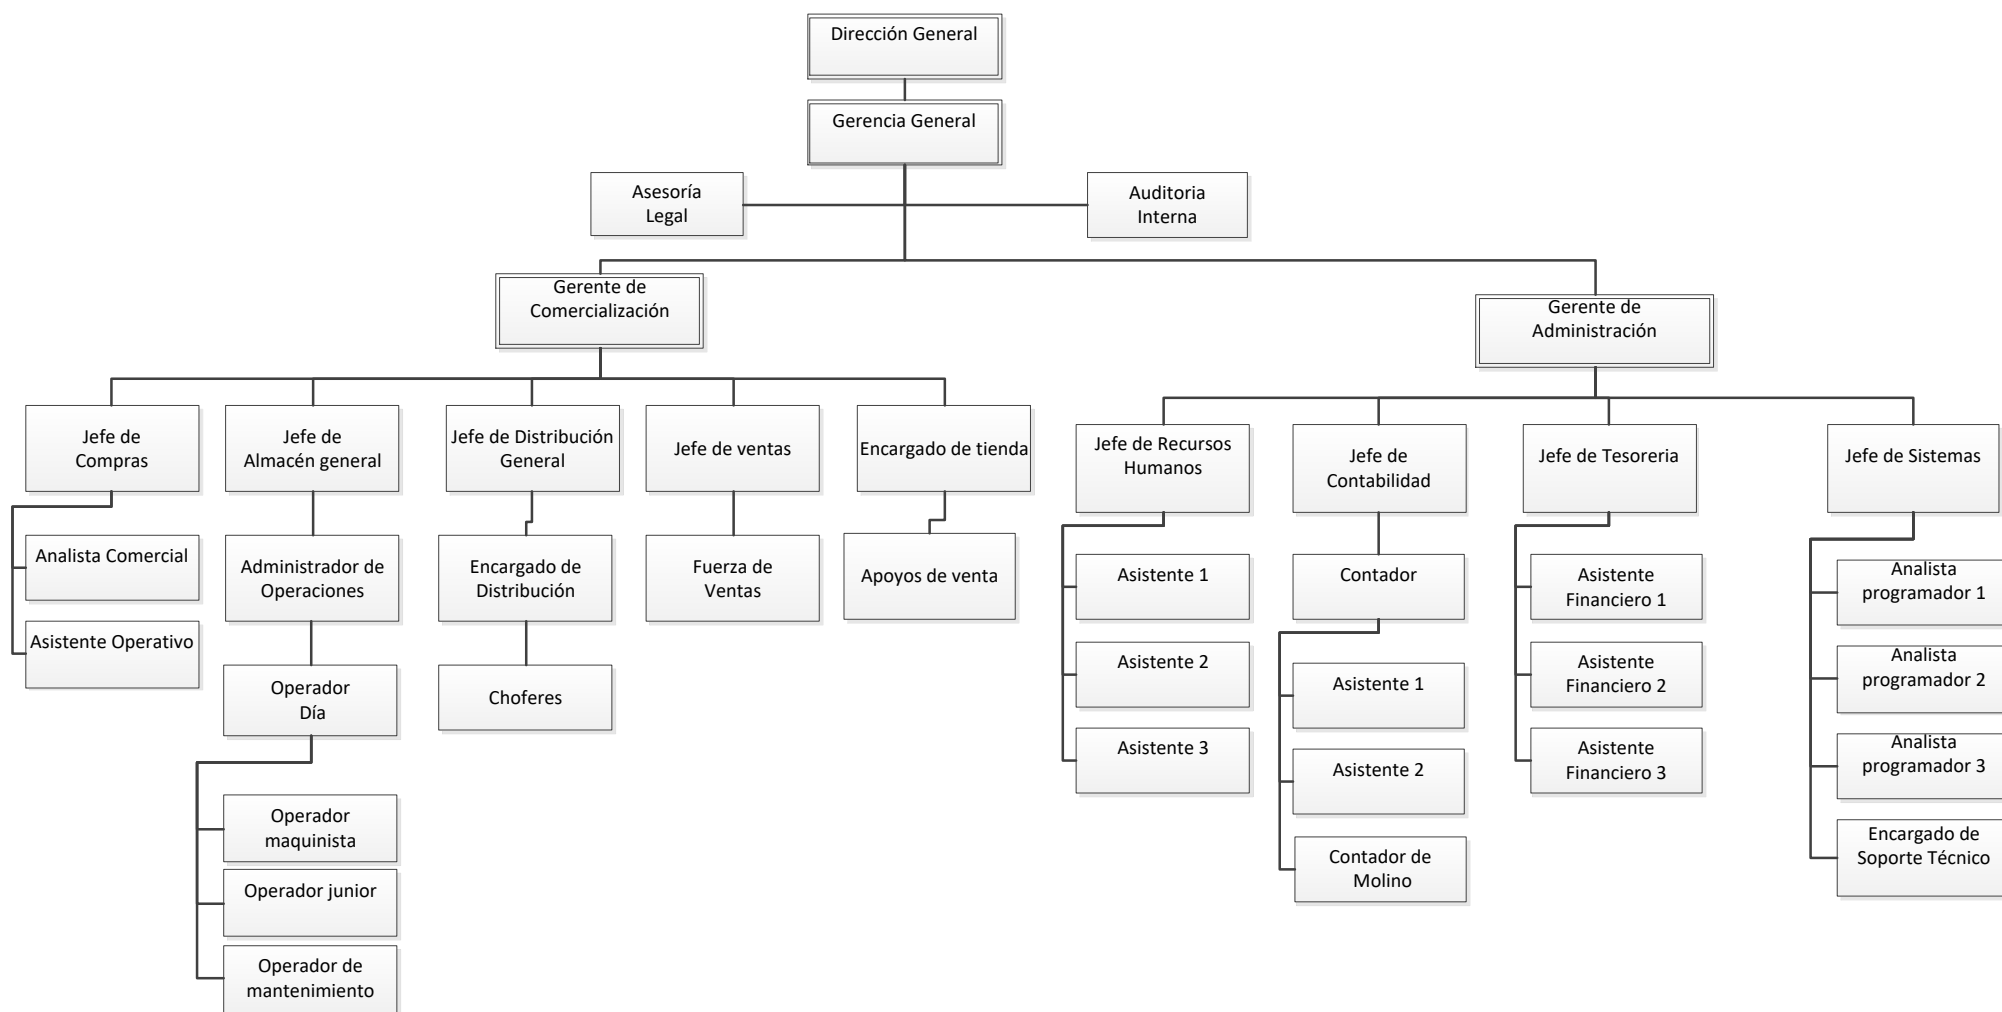 Dirección General
Gerencia General
Asesoría
Legal
Auditoria
Interna
Gerente de
Comercialización
Gerente de
Administración
Jefe de
Compras
Jefe de
Almacén general
Jefe de Distribución
General
Jefe de ventas
Encargado de tienda
Jefe de Recursos
Humanos
Jefe de
Contabilidad
Jefe de Tesoreria
Jefe de Sistemas
Analista Comercial
Administrador de
Operaciones
Encargado de
Distribución
Fuerza de
Ventas
Apoyos de venta
Asistente 1
Contador
Asistente
Financiero 1
Analista
programador 1
Asistente Operativo
Operador
Día
Choferes
Asistente 2
Asistente 1
Asistente
Financiero 2
Analista
programador 2
Asistente 3
Asistente 2
Asistente
Financiero 3
Analista
programador 3
Operador
maquinista
Contador de
Molino
Encargado de
Soporte Técnico
Operador junior
Operador de
mantenimiento